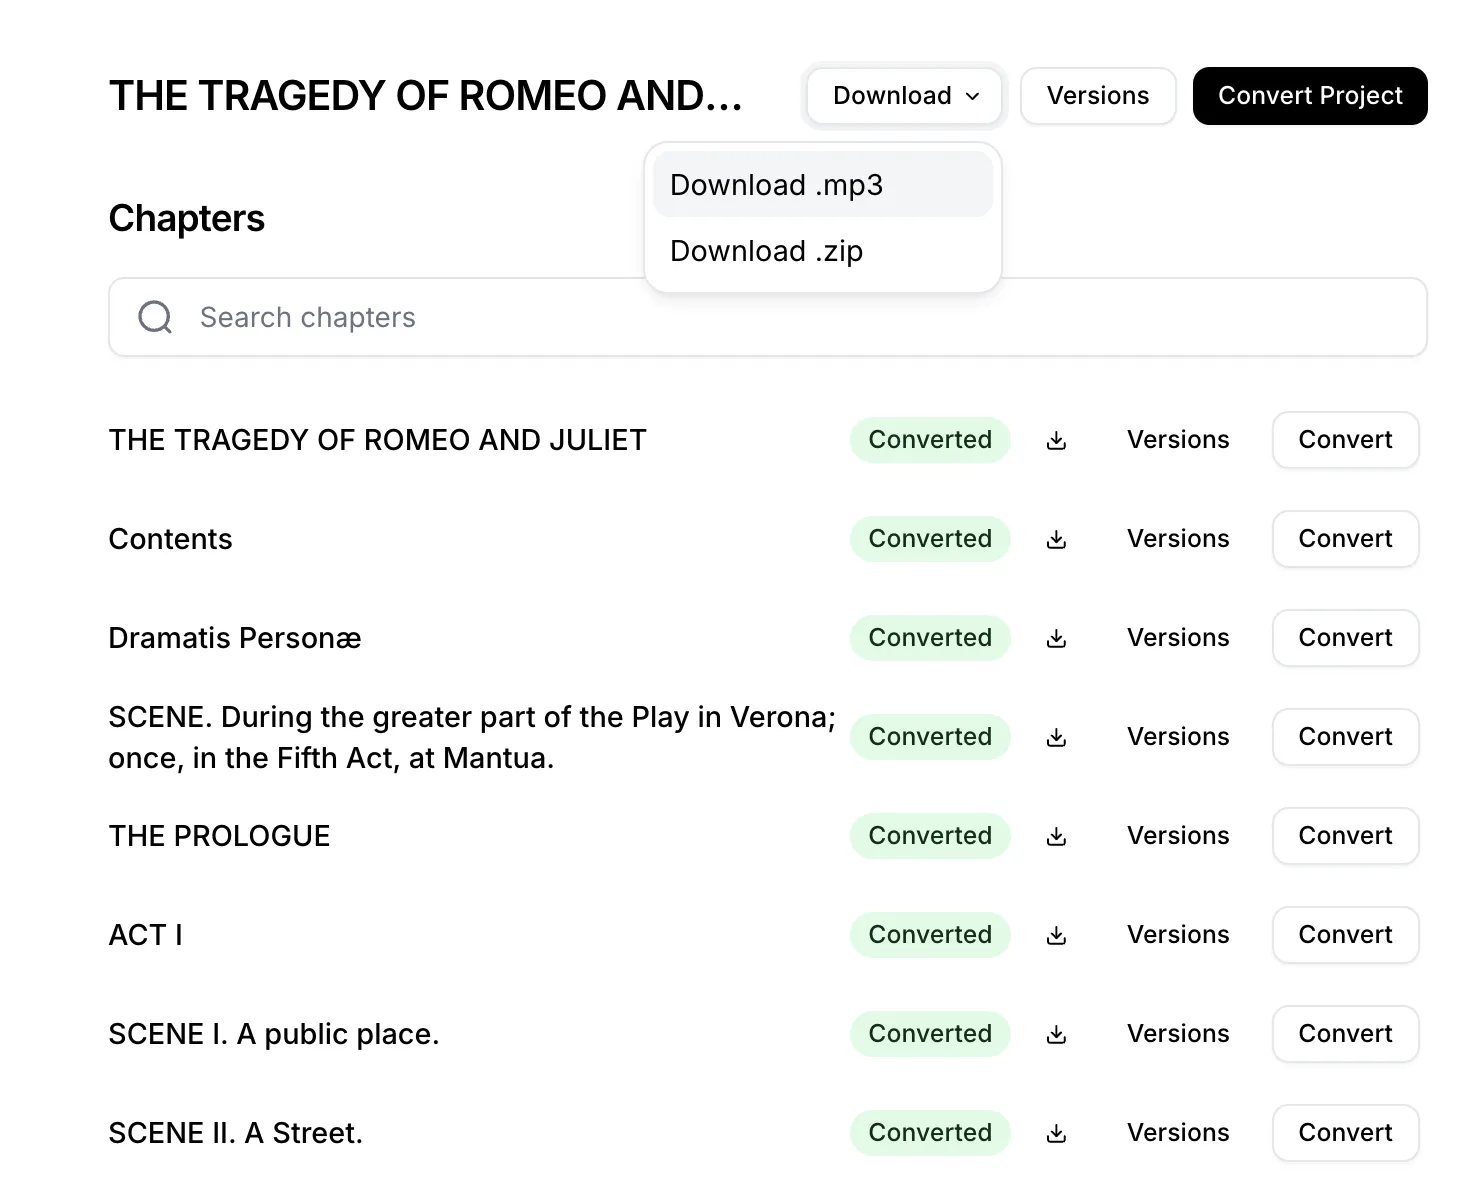 THE TRAGEDY OF ROMEO AND...
Download
Versions
Convert Project
Download .mp3
Download .zip
Chapters
Search chapters
THE TRAGEDY OF ROMEO AND JULIET Converted Versions Convert
Contents Converted Versions Convert
Dramatis Personæ Converted Versions Convert
SCENE. During the greater part of the Play in Verona;
once, in the Fifth Act, at Mantua.
Converted Versions Convert
THE PROLOGUE Converted Versions Convert
ACT I Converted Versions Convert
SCENE I. A public place. Converted Versions Convert
SCENE II. A Street. Converted Versions Convert